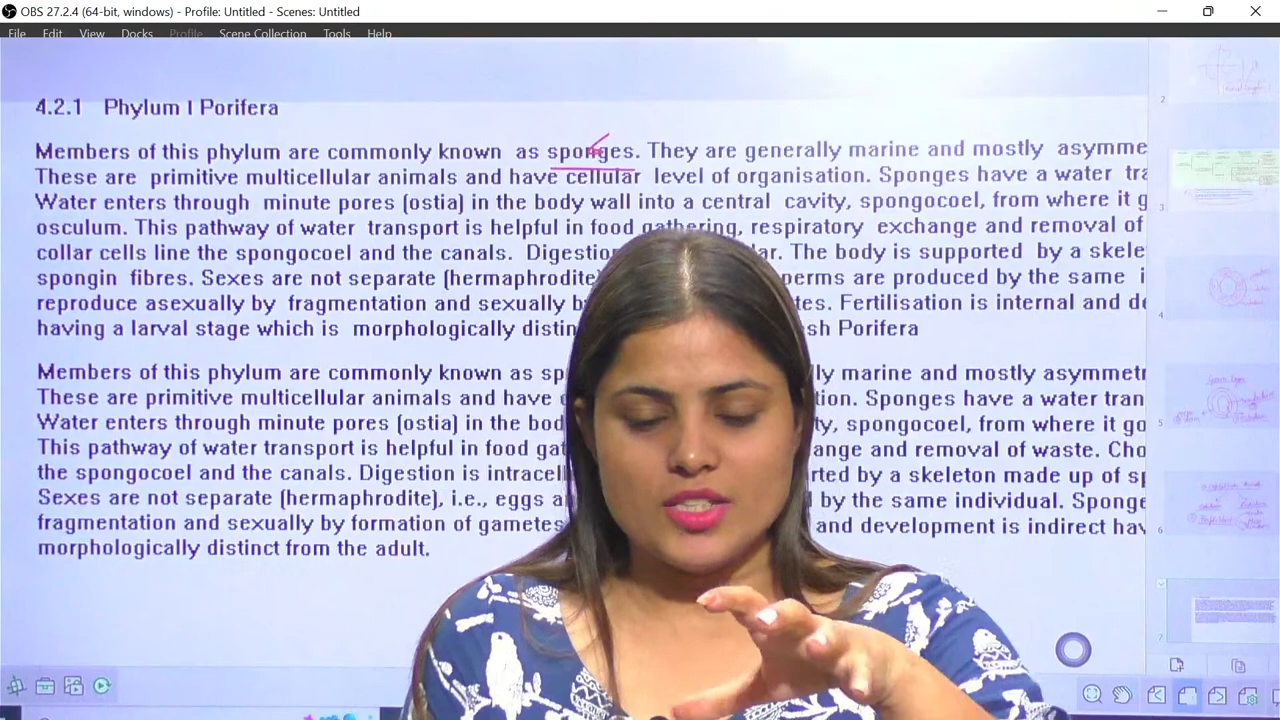 OBS 27.2.4 (64-bit, windows) - Profile: Untitled - Scenes: Untitled
File Edit View Docks Profile Scene Collection Tools Help
4.2.1 Phylum I Porifera
Members of this phylum are commonly known as sponges. They are generally marine and mostly asymme
These are primitive multicellular animals and have cellular level of organisation. Sponges have a water tra
Water enters through minute pores (ostia) in the body wall into a central cavity, spongocoel, from where it g
osculum. This pathway of water transport is helpful in food gathering, respiratory exchange and removal of
collar cells line the spongocoel and the canals. Digestion ar. The body is supported by a skele
spongin fibres. Sexes are not separate (hermaphrodite) perms are produced by the same i
reproduce asexually by fragmentation and sexually b tes. Fertilisation is internal and de
having a larval stage which is morphologically distin sh Porifera
Members of this phylum are commonly known as sp ly marine and mostly asymmetr
These are primitive multicellular animals and have tion. Sponges have a water tran
Water enters through minute pores (ostia) in the bod ty, spongocoel, from where it go
This pathway of water transport is helpful in food gat ange and removal of waste. Cho
the spongocoel and the canals. Digestion is intracell rted by a skeleton made up of sp
Sexes are not separate (hermaphrodite), i.e., eggs a by the same individual. Sponge
fragmentation and sexually by formation of gametes and development is indirect hav
morphologically distinct from the adult.
2
3
4
5
6
7